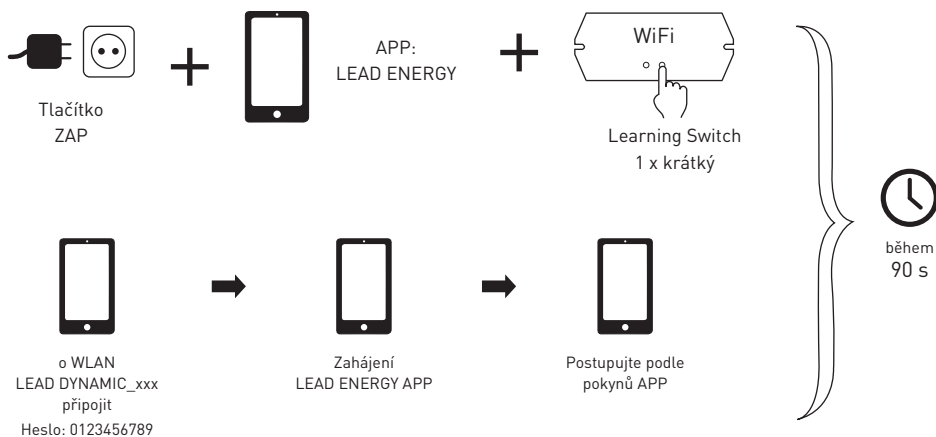 Tlačítko
ZAP
APP:
LEAD ENERGY
WiFi
Learning Switch
1 x krátký
během
90 s
o WLAN
LEAD DYNAMIC_xxx
připojit
Heslo: 0123456789
Zahájení
LEAD ENERGY APP
Postupujte podle
pokynů APP